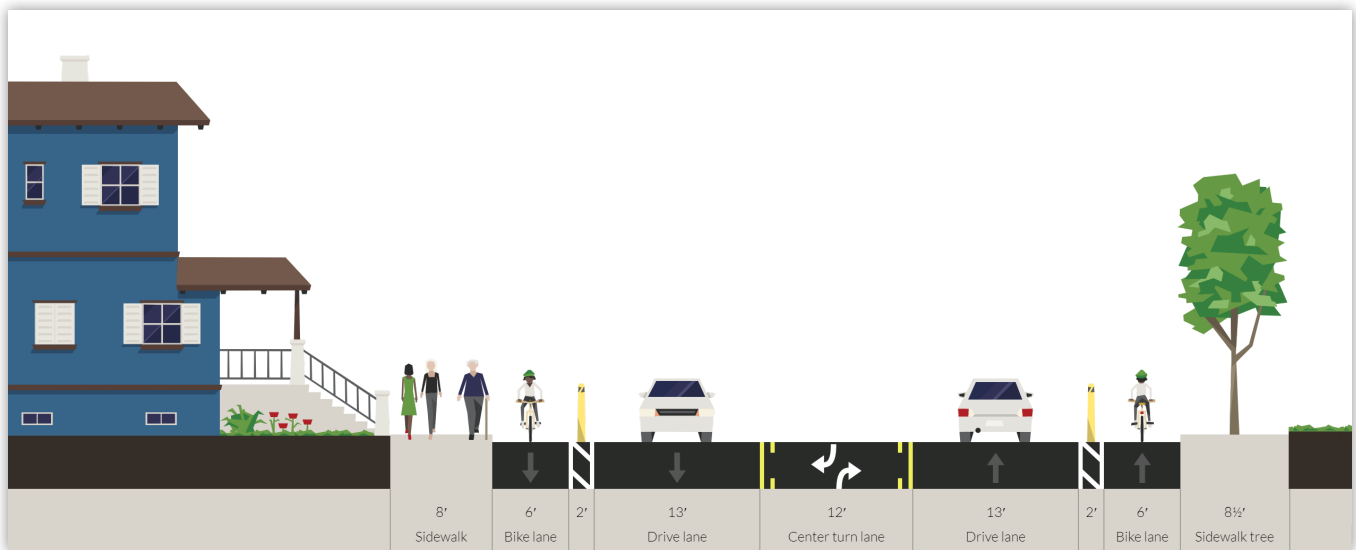 8′ 6′ 2′ 13′ 12′ 13′ 2′ 6′ 8½′
Sidewalk Bike lane Drive lane Center turn lane Drive lane Bike lane Sidewalk tree